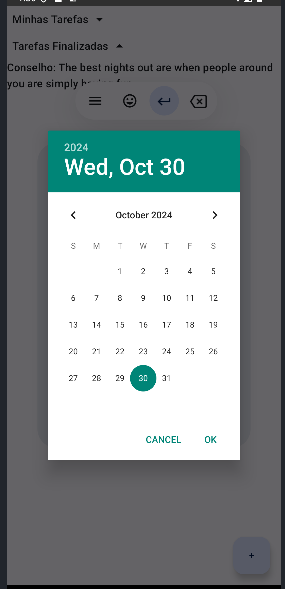 Minhas Tarefas
Tarefas Finalizadas
Conselho: The best nights out are when people around
you are simply
2024
Wed, Oct 30
October 2024
S M T W T F S
1 2 3 4 5
6 7 8 9 10 11 12
13 14 15 16 17 18 19
20 21 22 23 24 25 26
27 28 29 30 31
CANCEL OK
+